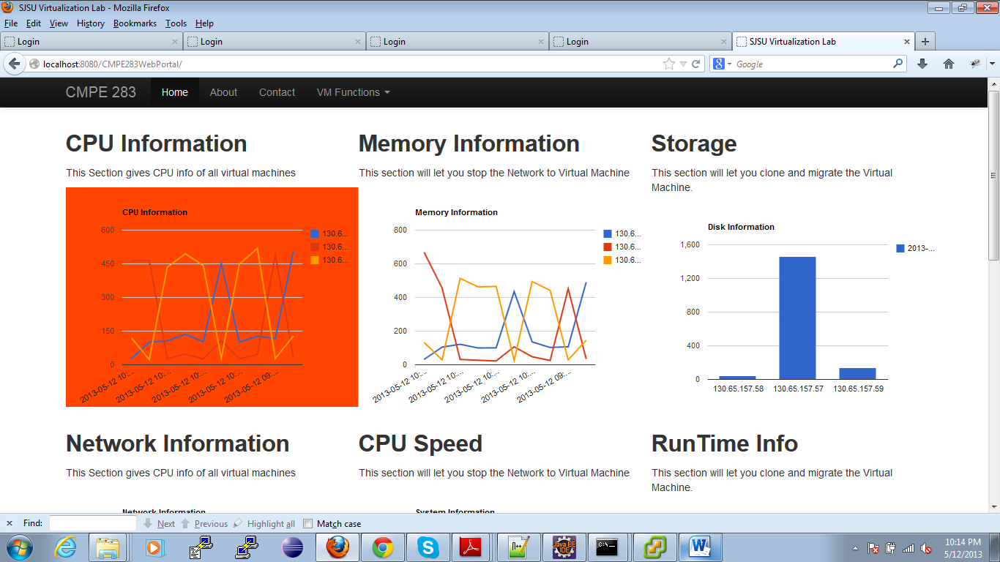 SJSU Virtualization Lab - Mozilla Firefox
File Edit View History Bookmarks Tools Help
Login Login Login Login SJSU Virtualization Lab
localhost:8080/CMPE283WebPortal/ Google
CMPE 283 Home About Contact VM Functions
CPU Information
This Section gives CPU info of all virtual machines
CPU Information
600
450
300
150
0
130.6...
130.6...
130.6...
2013-05-12 10:...
2013-05-12 10:...
2013-05-12 10:...
2013-05-12 10:...
2013-05-12 09:...
Memory Information
This section will let you stop the Network to Virtual Machine
Memory Information
800
600
400
200
0
130.6...
130.6...
130.6...
2013-05-12 10:...
2013-05-12 10:...
2013-05-12 10:...
2013-05-12 10:...
2013-05-12 09:...
Storage
This section will let you clone and migrate the Virtual
Machine.
Disk Information
1,600
1,200
800
400
0
2013-...
130.65.157.58 130.65.157.57 130.65.157.59
Network Information
This Section gives CPU info of all virtual machines
Network Information
CPU Speed
This section will let you stop the Network to Virtual Machine
System Information
RunTime Info
This section will let you clone and migrate the Virtual
Machine.
Find: Next Previous Highlight all Match case
Java EE
IDE
C:\
10:14 PM
5/12/2013